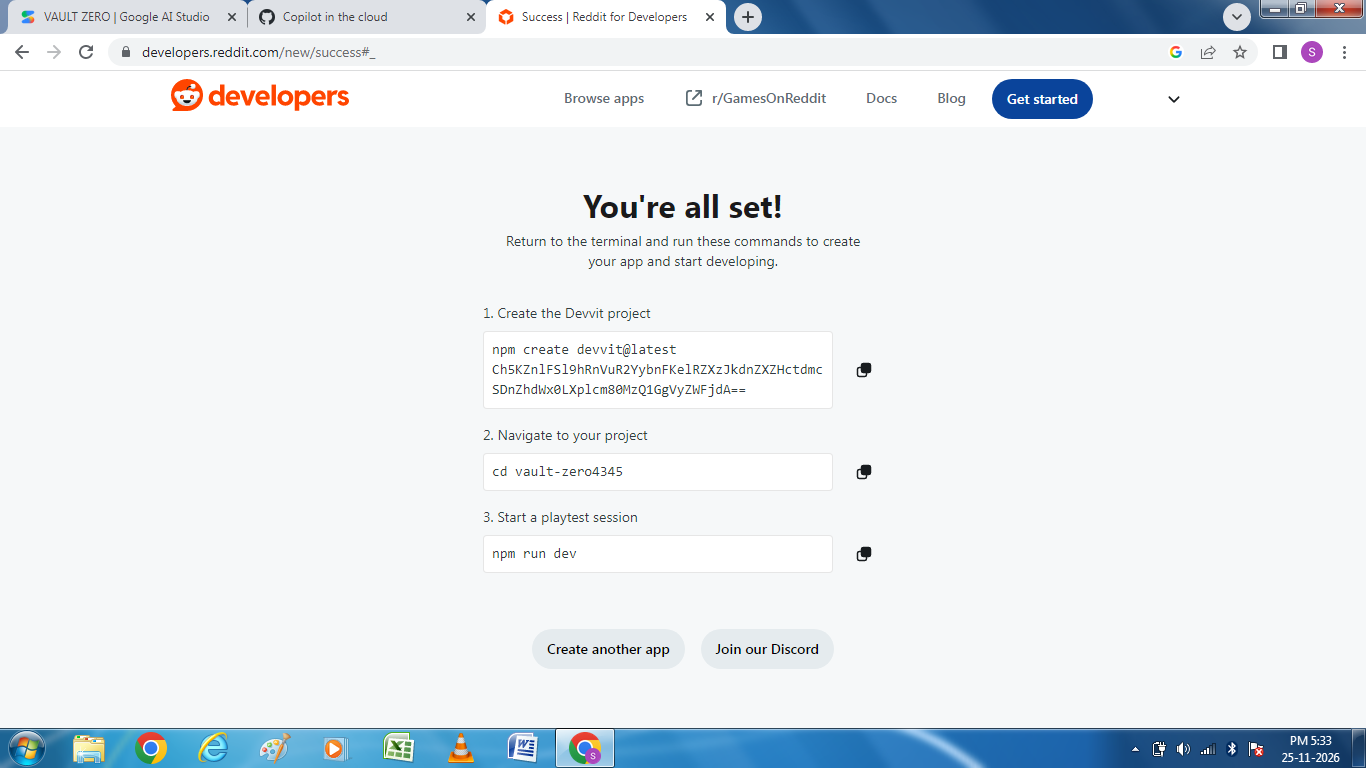 VAULT ZERO | Google AI Studio
Copilot in the cloud
Success | Reddit for Developers
developers.reddit.com/new/success#_
S
developers
Browse apps
r/GamesOnReddit
Docs
Blog
Get started
You're all set!
Return to the terminal and run these commands to create
your app and start developing.
1. Create the Devvit project
npm create devvit@latest
Ch5KZnlFSl9hRnVuR2YybnFKelRZXzJkdnZXZHctdmc
SDnZhdWx0LXplcm80MzQ1GgVyZWFjdA==
2. Navigate to your project
cd vault-zero4345
3. Start a playtest session
npm run dev
Create another app
Join our Discord
S
PM 5:33
25-11-2026